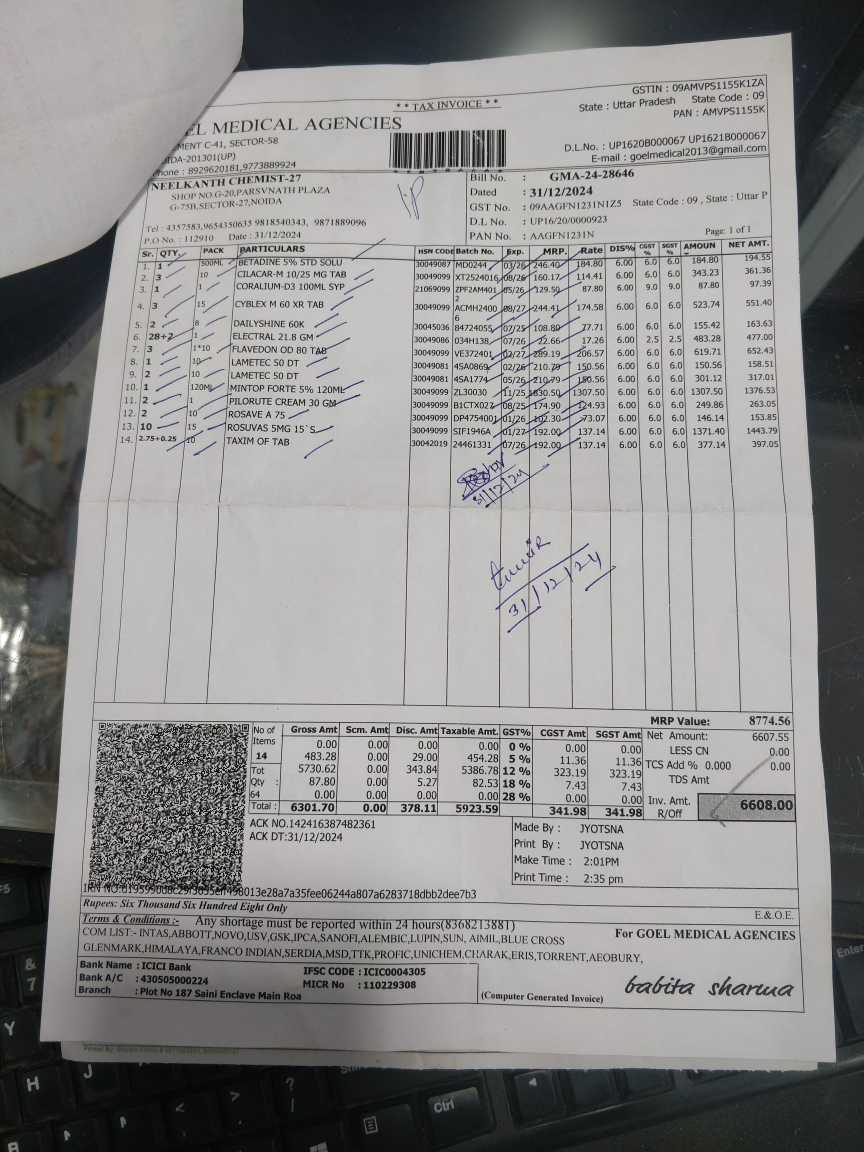 * * TAX INVOICE * *
GSTIN : 09AMVPS1155K1ZA
State : Uttar Pradesh State Code : 09
PAN : AMVPS1155K
EL MEDICAL AGENCIES
MENT C-41, SECTOR-58
IDA-201301(UP)
hone : 8929620181,9773889924
D.L.No. : UP1620B000067 UP1621B000067
E-mail : goelmedical2013@gmail.com
NEELKANTH CHEMIST-27
SHOP NO.G-20,PARSVNATH PLAZA
G-75B,SECTOR-27,NOIDA
Tel : 4357583,9654350635 9818540343, 9871889096
P.O No. : 112910 Date : 31/12/2024
Bill No. : GMA-24-28646
Dated : 31/12/2024
GST No. : 09AAGFN1231N1Z5 State Code : 09 , State : Uttar P
D.L No. : UP16/20/0000923
PAN No. : AAGFN1231N
Page: 1 of 1
Sr. QTY. PACK PARTICULARS HSN CODE Batch No. Exp. MRP. Rate DIS% CGST % SGST % AMOUN NET AMT.
1. 1 500ML BETADINE 5% STD SOLU 30049087 MD0244 03/26 246.40 184.80 6.00 6.0 6.0 184.80 194.55
2. 3 10 CILACAR-M 10/25 MG TAB 30049099 XT2524016 08/26 160.17 114.41 6.00 6.0 6.0 343.23 361.36
3. 1 1 CORALIUM-D3 100ML SYP 21069099 ZPF2AM401 2 05/26 129.50 87.80 6.00 9.0 9.0 87.80 97.39
4. 3 15 CYBLEX M 60 XR TAB 30049099 ACMH2400 6 08/27 244.41 174.58 6.00 6.0 6.0 523.74 551.40
5. 2 8 DAILYSHINE 60K 30045036 B4724055 07/25 108.80 77.71 6.00 6.0 6.0 155.42 163.63
6. 28+2 1 ELECTRAL 21.8 GM 30049086 034H138 07/26 22.66 17.26 6.00 2.5 2.5 483.28 477.00
7. 3 1*10 FLAVEDON OD 80 TAB 30049099 VE372401 02/27 289.19 206.57 6.00 6.0 6.0 619.71 652.43
8. 1 10 LAMETEC 50 DT 30049081 4SA0869 02/26 210.79 150.56 6.00 6.0 6.0 150.56 158.51
9. 2 10 LAMETEC 50 DT 30049081 4SA1774 05/26 210.79 150.56 6.00 6.0 6.0 301.12 317.01
10. 1 120ML MINTOP FORTE 5% 120ML 30049099 ZL30030 11/25 1830.50 1307.50 6.00 6.0 6.0 1307.50 1376.53
11. 2 1 PILORUTE CREAM 30 GM 30049099 B1CTX027 08/25 174.90 124.93 6.00 6.0 6.0 249.86 263.05
12. 2 10 ROSAVE A 75 30049099 DP4754001 01/26 102.30 73.07 6.00 6.0 6.0 146.14 153.85
13. 10 15 ROSUVAS 5MG 15`S 30049099 SIF1946A 01/27 192.00 137.14 6.00 6.0 6.0 1371.40 1443.79
14. 2.75+0.25 10 TAXIM OF TAB 30042019 24461331 07/26 192.00 137.14 6.00 6.0 6.0 377.14 397.05
31/12/24
31/12/24
MRP Value: 8774.56
No of Items 14 Tot Qty : 64
Gross Amt Scm. Amt Disc. Amt Taxable Amt. GST% CGST Amt SGST Amt
0.00 0.00 0.00 0.00 0 % 0.00 0.00
483.28 0.00 29.00 454.28 5 % 11.36 11.36
5730.62 0.00 343.84 5386.78 12 % 323.19 323.19
87.80 0.00 5.27 82.53 18 % 7.43 7.43
0.00 0.00 0.00 0.00 28 % 0.00 0.00
Total : 6301.70 0.00 378.11 5923.59 341.98 341.98
Net Amount: 6607.55
LESS CN 0.00
TCS Add % 0.000 0.00
TDS Amt
Inv. Amt. R/Off 6608.00
ACK NO.142416387482361
ACK DT:31/12/2024
Made By : JYOTSNA
Print By : JYOTSNA
Make Time : 2:01PM
Print Time : 2:35 pm
Rupees: Six Thousand Six Hundred Eight Only
E.&.O.E.
Terms & Conditions :- Any shortage must be reported within 24 hours(8368213881)
COM LIST:- INTAS,ABBOTT,NOVO,USV,GSK,IPCA,SANOFI,ALEMBIC,LUPIN,SUN, AIMIL,BLUE CROSS
GLENMARK,HIMALAYA,FRANCO INDIAN,SERDIA,MSD,TTK,PROFIC,UNICHEM,CHARAK,ERIS,TORRENT,AEOBURY,
For GOEL MEDICAL AGENCIES
Bank Name : ICICI Bank
Bank A/C : 430505000224
Branch : Plot No 187 Saini Enclave Main Roa
IFSC CODE : ICIC0004305
MICR No : 110229308
(Computer Generated Invoice)
babita sharma
F5
&
7
Y
H
J
?
Ctrl
Enter